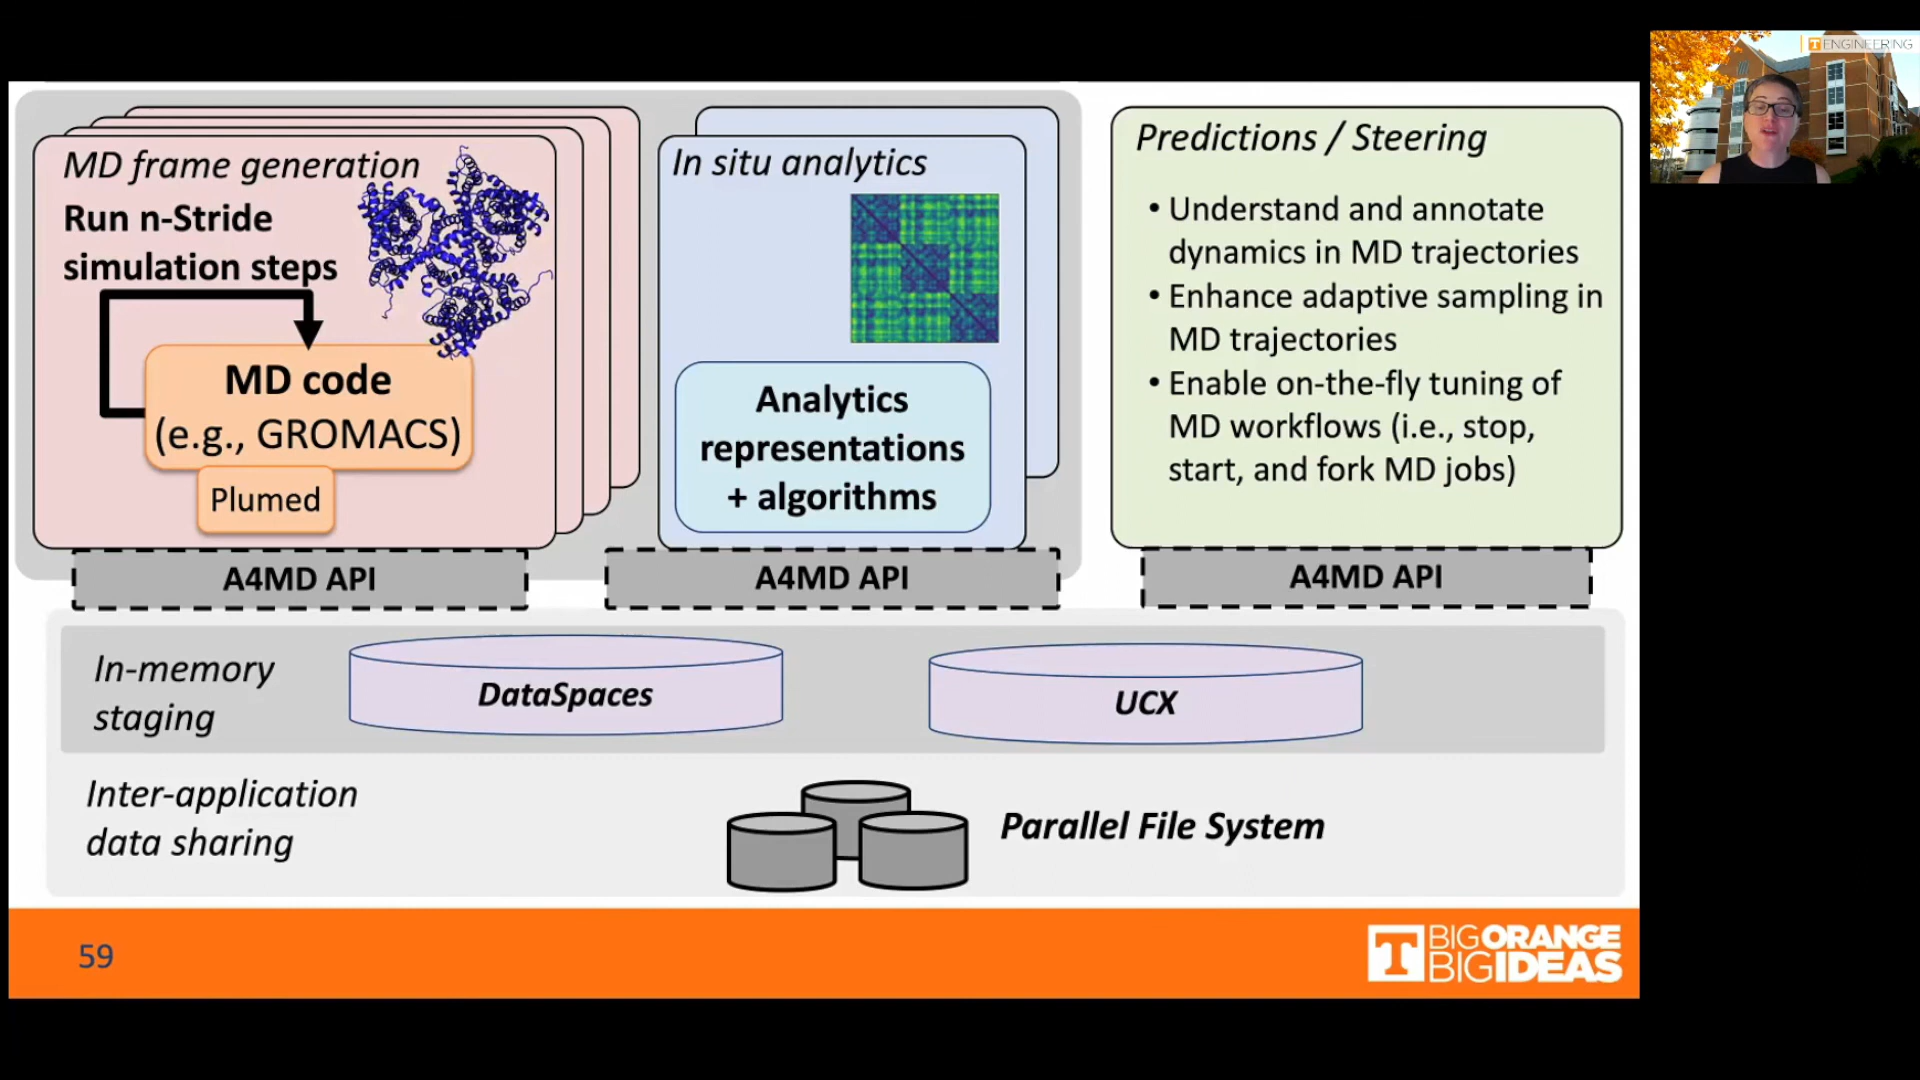 MD frame generation
Run n-Stride
simulation steps
MD code
(e.g., GROMACS)
Plumed
In situ analytics
Analytics
representations
+ algorithms
Predictions / Steering
• Understand and annotate
dynamics in MD trajectories
• Enhance adaptive sampling in
MD trajectories
• Enable on-the-fly tuning of
MD workflows (i.e., stop,
start, and fork MD jobs)
A4MD API
A4MD API
A4MD API
In-memory
staging
DataSpaces
UCX
Inter-application
data sharing
Parallel File System
59
T
BIG ORANGE
BIG IDEAS
T ENGINEERING